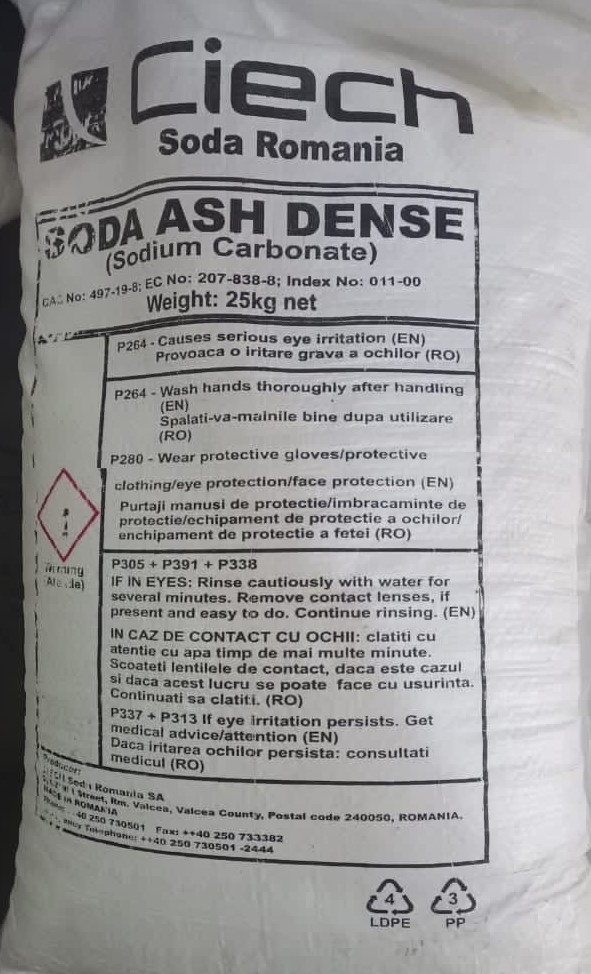 Ciech
Soda Romania
SODA ASH DENSE
(Sodium Carbonate)
No: 497-19-8; EC No: 207-838-8; Index No: 011-00
Weight: 25kg net
P264 - Causes serious eye irritation (EN)
Provoaca o iritare grava a ochilor (RO)
P264 - Wash hands thoroughly after handling
(EN)
Spalati-va-mainile bine dupa utilizare
(RO)
P280 - Wear protective gloves/protective
clothing/eye protection/face protection (EN)
Purtaji manusi de protectie/imbracaminte de
protectie/echipament de protectie a ochilor/
enchipament de protectie a fetei (RO)
P305 + P391 + P338
IF IN EYES: Rinse cautiously with water for
several minutes. Remove contact lenses, if
present and easy to do. Continue rinsing. (EN)
IN CAZ DE CONTACT CU OCHII: clatiti cu
atentie cu apa timp de mai multe minute.
Scoateti lentilele de contact, daca este cazul
si daca acest lucru se poate face cu usurinta.
Continuati sa clatiti. (RO)
P337 + P313 If eye Irritation persists. Get
medical advice/attention (EN)
Daca iritarea ochilor persista: consultati
medicul (RO)
Producer:
Romania SA
Street, Rm. Valcea, Valcea County, Postal code 240050, ROMANIA.
MADE IN ROMANIA
40 250 730501 Fax: ++40 250 733382
++40 250 730501 -2444
4
LDPE
3
PP